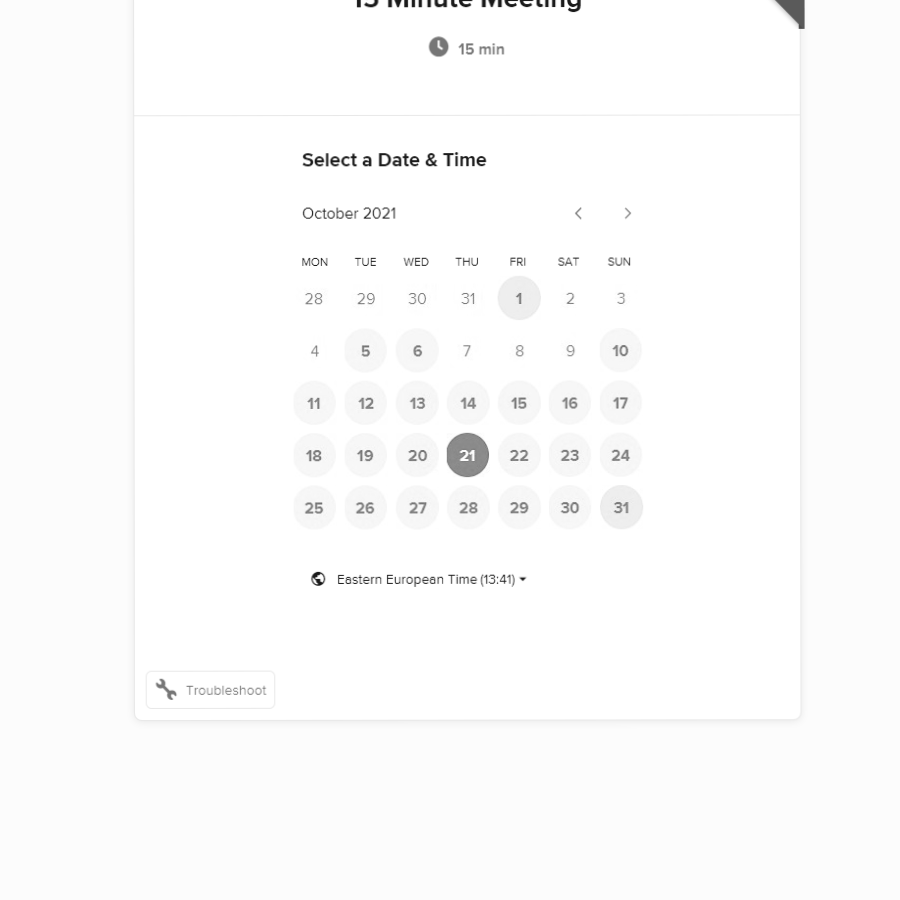 15 Minute Meeting
15 min
Select a Date & Time
October 2021
MON TUE WED THU FRI SAT SUN
28 29 30 31 1 2 3
4 5 6 7 8 9 10
11 12 13 14 15 16 17
18 19 20 21 22 23 24
25 26 27 28 29 30 31
Eastern European Time (13:41)
Troubleshoot